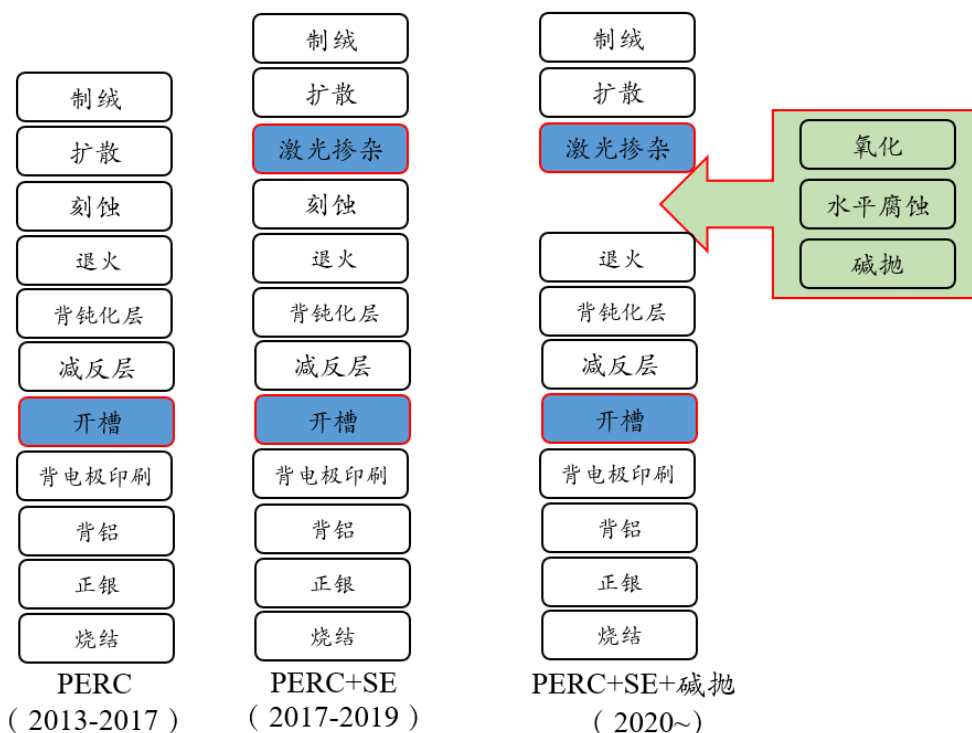 制绒
扩散
刻蚀
退火
背钝化层
减反层
开槽
背电极印刷
背铝
正银
烧结
PERC
（2013-2017）
制绒
扩散
激光掺杂
刻蚀
退火
背钝化层
减反层
开槽
背电极印刷
背铝
正银
烧结
PERC+SE
（2017-2019）
制绒
扩散
激光掺杂
退火
背钝化层
减反层
开槽
背电极印刷
背铝
正银
烧结
PERC+SE+碱抛
（2020~）
氧化
水平腐蚀
碱抛